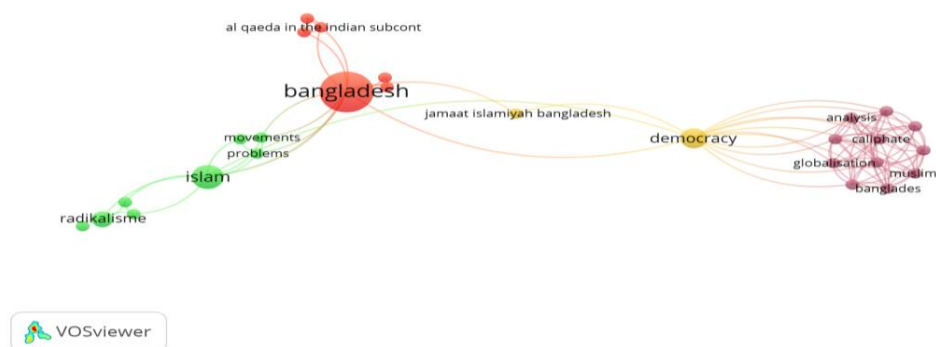 al qaeda in the indian subcont
bangladesh
jamaat islamiyah bangladesh
analysis
movements
democracy
caliphate
problems
globalisation
islam
muslim
banglades
radikalisme
VOSviewer